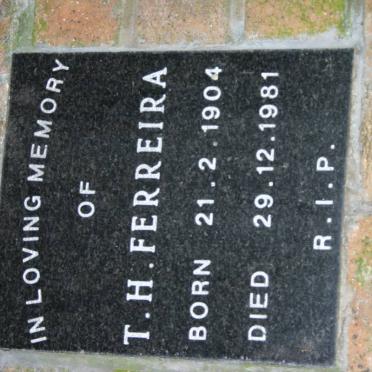 IN LOVING MEMORY
OF
T.H. FERREIRA
BORN 21.2.1904
DIED 29.12.1981
R.I.P.